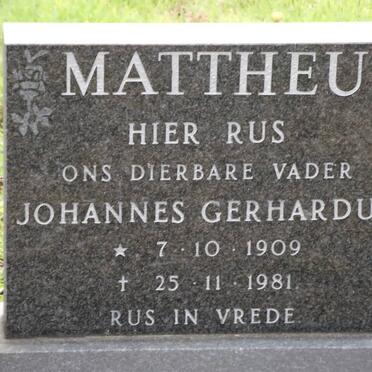 MATTHEU
HIER RUS
ONS DIERBARE VADER
JOHANNES GERHARDU
★ 7 · 10 · 1909
† 25 · 11 · 1981.
RUS IN VREDE